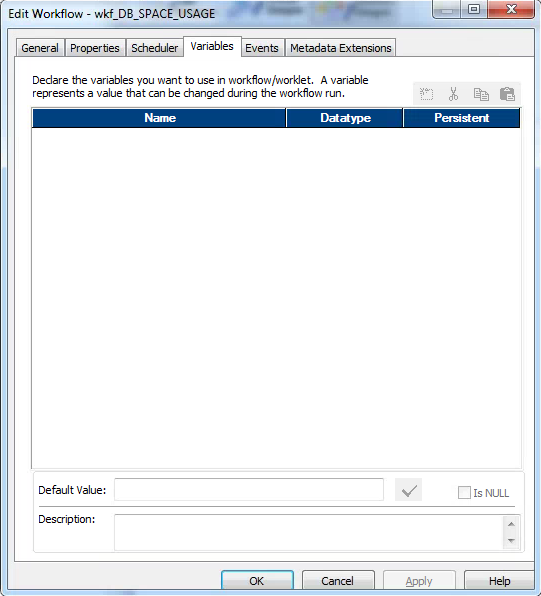 Edit Workflow - wkf_DB_SPACE_USAGE
General Properties Scheduler Variables Events Metadata Extensions
Declare the variables you want to use in workflow/worklet. A variable
represents a value that can be changed during the workflow run.
Name Datatype Persistent
Default Value: Is NULL
Description:
OK Cancel Apply Help